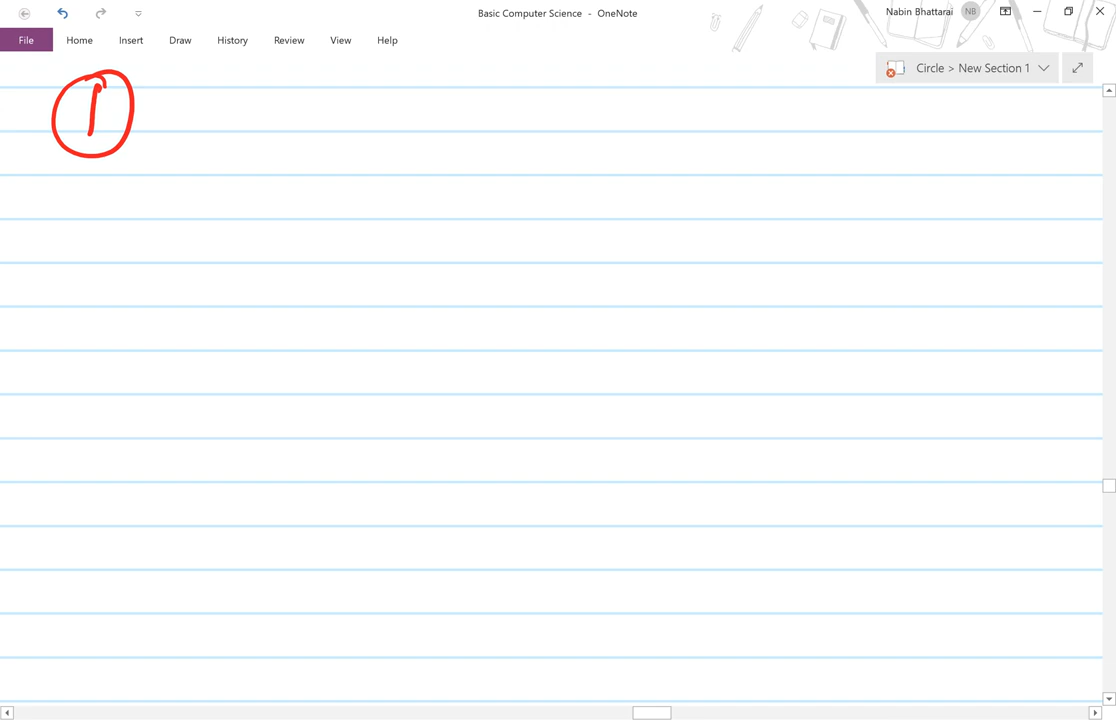 Basic Computer Science - OneNote
Nabin Bhattarai NB
File Home Insert Draw History Review View Help
Circle > New Section 1
1